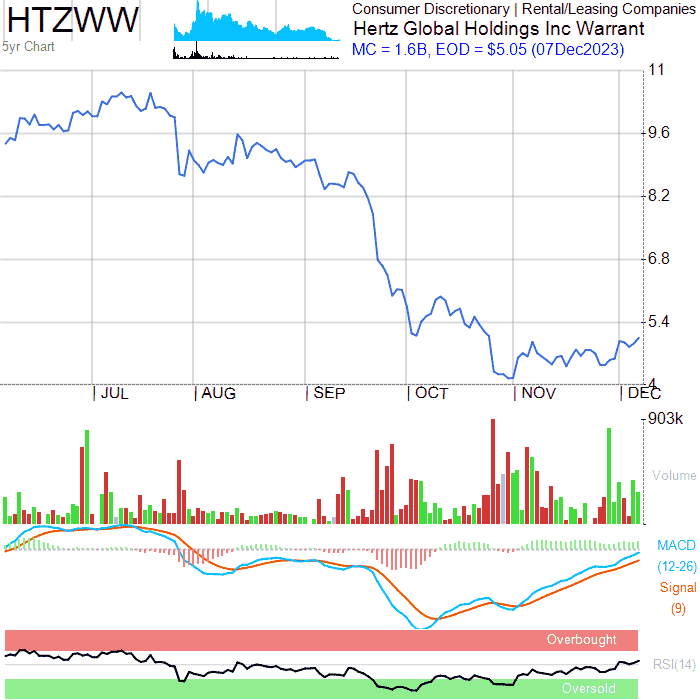 HTZWW
5yr Chart
Consumer Discretionary | Rental/Leasing Companies
Hertz Global Holdings Inc Warrant
MC = 1.6B, EOD = $5.05 (07Dec2023)
11
9.6
8.2
6.8
5.4
4
JUL AUG SEP OCT NOV DEC
903k
Volume
MACD
(12-26)
Signal
(9)
Overbought
RSI(14)
Oversold